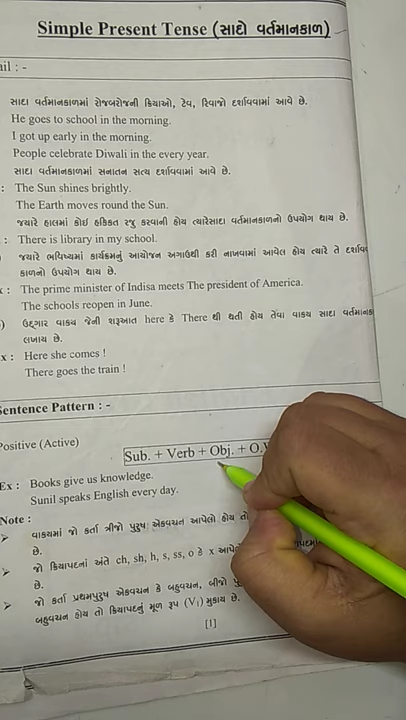 Simple Present Tense (સાદો વર્તમાનકાળ)
ail : -
સાદા વર્તમાનકાળમાં રોજબરોજની ક્રિયાઓ, ટેવ, રિવાજો દર્શાવવામાં આવે છે.
He goes to school in the morning.
I got up early in the morning.
People celebrate Diwali in the every year.
સાદા વર્તમાનકાળમાં સનાતન સત્ય દર્શાવવામાં આવે છે.
: The Sun shines brightly.
The Earth moves round the Sun.
જયારે હાલમાં કોઈ હકિકત રજુ કરવાની હોય ત્યારેસાદા વર્તમાનકાળનો ઉપયોગ થાય છે.
: There is library in my school.
) જયારે ભવિષ્યમાં કાર્યક્રમનું આયોજન અગાઉથી કરી નાખવામાં આવેલ હોય ત્યારે તે દર્શાવ
કાળનો ઉપયોગ થાય છે.
x : The prime minister of Indisa meets The president of America.
The schools reopen in June.
) ઉદ્દગાર વાક્ય જેની શરૂઆત here કે There થી થતી હોય તેવા વાક્ય સાદા વર્તમાનકા
લખાય છે.
x : Here she comes !
There goes the train !
Sentence Pattern : -
Positive (Active)
Sub. + Verb + Obj. + O.
Ex : Books give us knowledge.
Sunil speaks English every day.
Note :
➤ વાકયમાં જો કર્તા ત્રીજો પુરુષ એકવચન આપેલો હોય તો
છે.
➤ જો ક્રિયાપદનાં અંતે ch, sh, h, s, ss, o કે x આપે
છે.
➤ જો કર્તા પ્રથમપુરુષ એકવચન કે બહુવચન, બીજો પુ
બહુવચન હોય તો ક્રિયાપદનું મૂળ રૂપ (V₁) મુકાય છે.
[1]